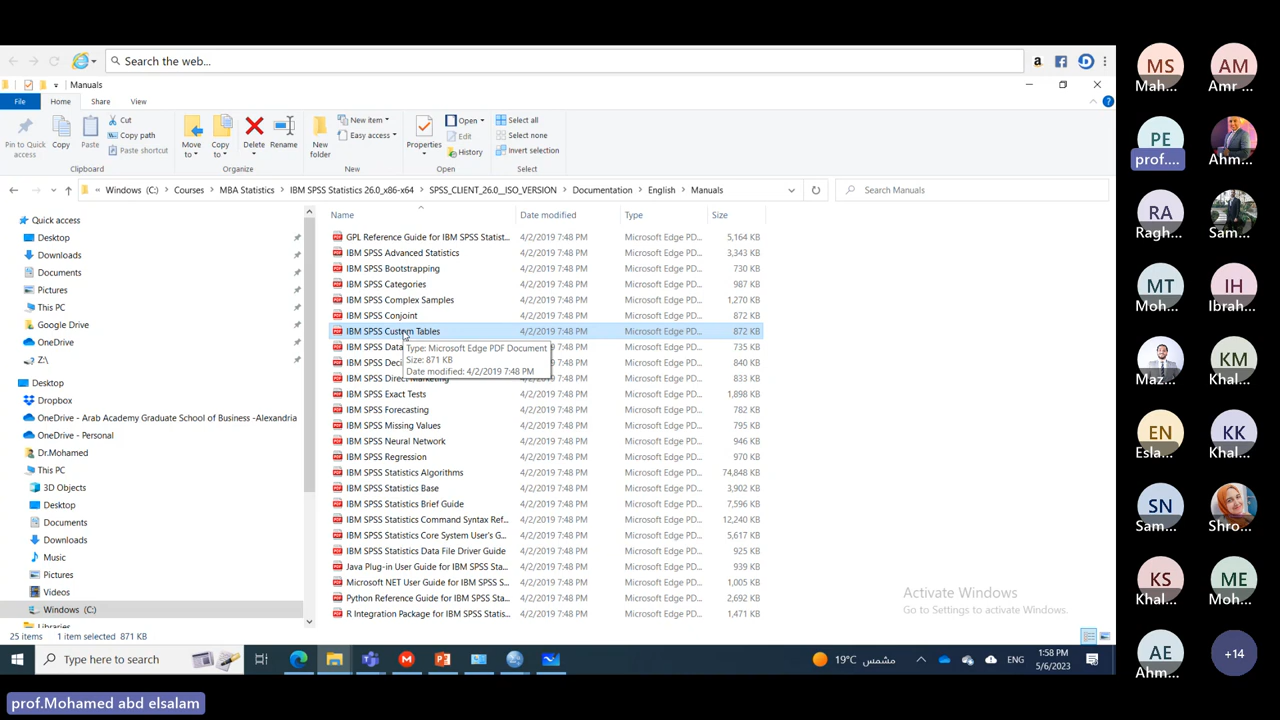 Search the web...
Manuals
File Home Share View
Pin to Quick access
Copy
Paste
Cut
Copy path
Paste shortcut
Clipboard
Move to
Copy to
Delete
Rename
Organize
New folder
New item
Easy access
New
Properties
Open
Edit
History
Open
Select all
Select none
Invert selection
Select
Windows (C:) Courses MBA Statistics IBM SPSS Statistics 26.0_x86-x64 SPSS_CLIENT_26.0__ISO_VERSION Documentation English Manuals
Search Manuals
Quick access
Desktop
Downloads
Documents
Pictures
This PC
Google Drive
OneDrive
Z:\
Desktop
Dropbox
OneDrive - Arab Academy Graduate School of Business -Alexandria
OneDrive - Personal
Dr.Mohamed
This PC
3D Objects
Desktop
Documents
Downloads
Music
Pictures
Videos
Windows (C:)
Name Date modified Type Size
GPL Reference Guide for IBM SPSS Statist... 4/2/2019 7:48 PM Microsoft Edge PD... 5,164 KB
IBM SPSS Advanced Statistics 4/2/2019 7:48 PM Microsoft Edge PD... 3,343 KB
IBM SPSS Bootstrapping 4/2/2019 7:48 PM Microsoft Edge PD... 730 KB
IBM SPSS Categories 4/2/2019 7:48 PM Microsoft Edge PD... 987 KB
IBM SPSS Complex Samples 4/2/2019 7:48 PM Microsoft Edge PD... 1,270 KB
IBM SPSS Conjoint 4/2/2019 7:48 PM Microsoft Edge PD... 872 KB
IBM SPSS Custom Tables 4/2/2019 7:48 PM Microsoft Edge PD... 872 KB
IBM SPSS Data 4/2/2019 7:48 PM Microsoft Edge PD... 735 KB
IBM SPSS Deci 4/2/2019 7:48 PM Microsoft Edge PD... 840 KB
IBM SPSS Direct Marketing 4/2/2019 7:48 PM Microsoft Edge PD... 833 KB
Type: Microsoft Edge PDF Document
Size: 871 KB
Date modified: 4/2/2019 7:48 PM
IBM SPSS Exact Tests 4/2/2019 7:48 PM Microsoft Edge PD... 1,898 KB
IBM SPSS Forecasting 4/2/2019 7:48 PM Microsoft Edge PD... 782 KB
IBM SPSS Missing Values 4/2/2019 7:48 PM Microsoft Edge PD... 795 KB
IBM SPSS Neural Network 4/2/2019 7:48 PM Microsoft Edge PD... 946 KB
IBM SPSS Regression 4/2/2019 7:48 PM Microsoft Edge PD... 970 KB
IBM SPSS Statistics Algorithms 4/2/2019 7:48 PM Microsoft Edge PD... 74,848 KB
IBM SPSS Statistics Base 4/2/2019 7:48 PM Microsoft Edge PD... 3,902 KB
IBM SPSS Statistics Brief Guide 4/2/2019 7:48 PM Microsoft Edge PD... 7,596 KB
IBM SPSS Statistics Command Syntax Ref... 4/2/2019 7:48 PM Microsoft Edge PD... 12,240 KB
IBM SPSS Statistics Core System User's G... 4/2/2019 7:48 PM Microsoft Edge PD... 5,617 KB
IBM SPSS Statistics Data File Driver Guide 4/2/2019 7:48 PM Microsoft Edge PD... 925 KB
Java Plug-in User Guide for IBM SPSS Sta... 4/2/2019 7:48 PM Microsoft Edge PD... 939 KB
Microsoft NET User Guide for IBM SPSS S... 4/2/2019 7:48 PM Microsoft Edge PD... 1,005 KB
Python Reference Guide for IBM SPSS Sta... 4/2/2019 7:48 PM Microsoft Edge PD... 2,692 KB
R Integration Package for IBM SPSS Statis... 4/2/2019 7:48 PM Microsoft Edge PD... 1,471 KB
Activate Windows
Go to Settings to activate Windows.
25 items 1 item selected 871 KB
Type here to search
19°C مشمس
ENG
1:58 PM
5/6/2023
prof.Mohamed abd elsalam
MS AM
Mah... Amr ...
PE
prof.... Ahm...
RA
Ragh... Sam...
MT IH
Moh... Ibrah...
KM
Maz... Khal...
EN KK
Esla... Khal...
SN
Sam... Shro...
KS ME
Khal... Moh...
AE +14
Ahm...